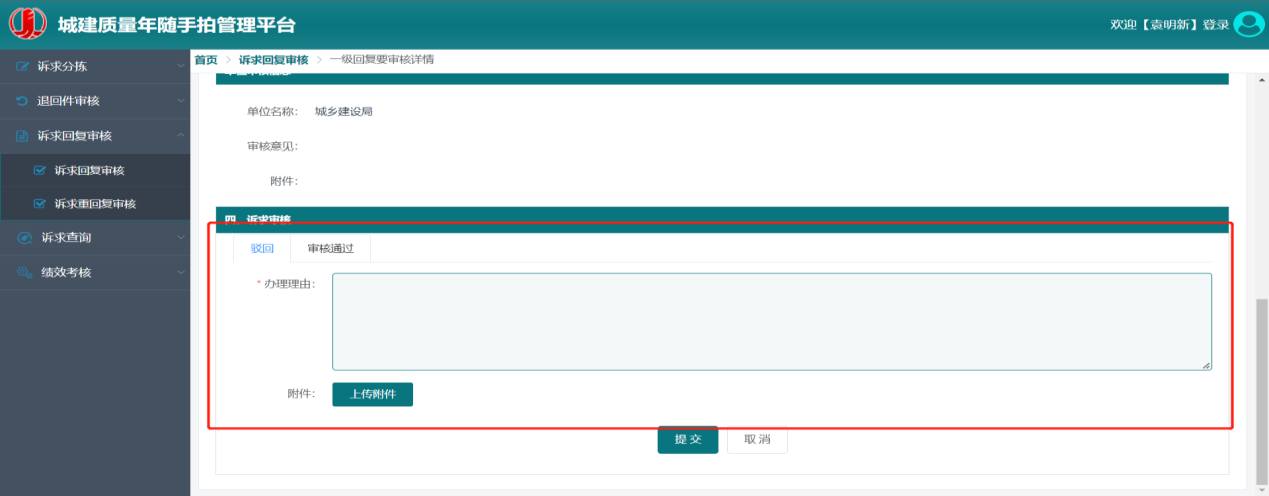 城建质量年随手拍管理平台
欢迎【袁明新】登录
诉求分拣
退回件审核
诉求回复审核
诉求回复审核
诉求重回复审核
诉求查询
绩效考核
首页 > 诉求回复审核 > 一级回复要审核详情
单位名称： 城乡建设局
审核意见：
附件：
四、诉求审核
驳回 审核通过
* 办理理由：
附件： 上传附件
提交 取消